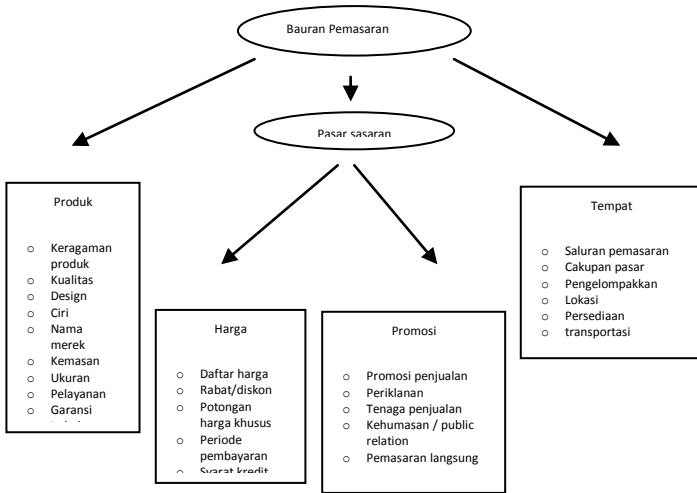 Bauran Pemasaran
Pasar sasaran
Produk
o Keragaman
produk
o Kualitas
o Design
o Ciri
o Nama
merek
o Kemasan
o Ukuran
o Pelayanan
o Garansi
Harga
o Daftar harga
o Rabat/diskon
o Potongan
harga khusus
o Periode
pembayaran
o Syarat kredit
Promosi
o Promosi penjualan
o Periklanan
o Tenaga penjualan
o Kehumasan / public
relation
o Pemasaran langsung
Tempat
o Saluran pemasaran
o Cakupan pasar
o Pengelompakkan
o Lokasi
o Persediaan
o transportasi